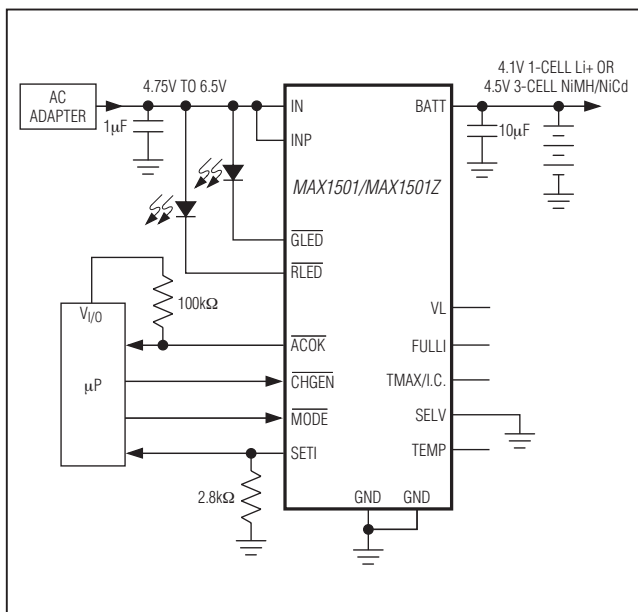 4.1V 1-CELL Li+ OR
4.5V 3-CELL NiMH/NiCd
AC
ADAPTER
4.75V TO 6.5V
1μF
IN
INP
BATT
10μF
MAX1501/MAX1501Z
GLED
RLED
100kΩ
VI/O
μP
ACOK
CHGEN
MODE
SETI
2.8kΩ
VL
FULLI
TMAX/I.C.
SELV
TEMP
GND GND